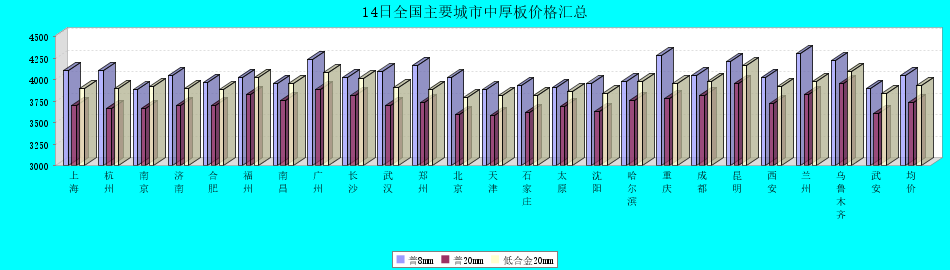 14日全国主要城市中厚板价格汇总
4500
4250
4000
3750
3500
3250
3000
上海 杭州 南京 济南 合肥 福州 南昌 广州 长沙 武汉 郑州 北京 天津 石家庄 太原 沈阳 哈尔滨 重庆 成都 昆明 西安 兰州 乌鲁木齐 武安 均价
普8mm 普20mm 低合金20mm